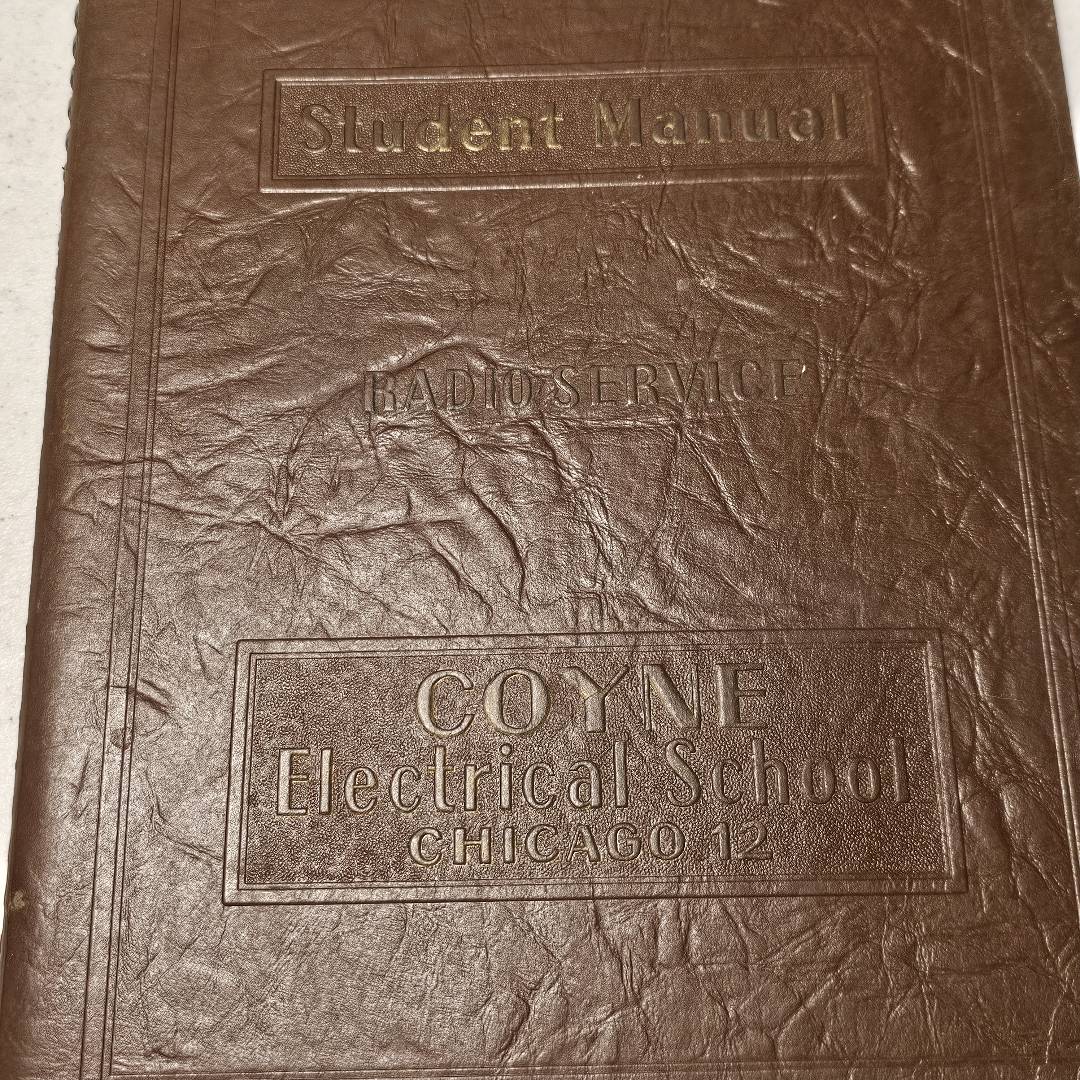 Student Manual
RADIO SERVICE
COYNE
Electrical School
CHICAGO 12